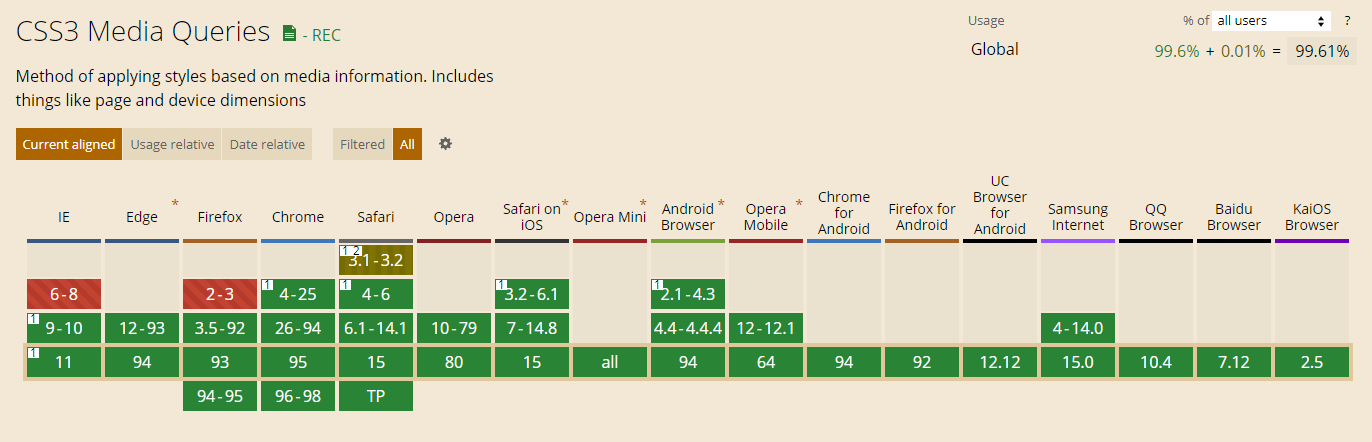 CSS3 Media Queries - REC
Usage % of all users ?
Global 99.6% + 0.01% = 99.61%
Method of applying styles based on media information. Includes
things like page and device dimensions
Current aligned Usage relative Date relative Filtered All
IE
Edge *
Firefox
Chrome
Safari
Opera
Safari on *
iOS
Opera Mini *
Android *
Browser
Opera *
Mobile
Chrome
for
Android
Firefox for
Android
UC
Browser
for
Android
Samsung
Internet
QQ
Browser
Baidu
Browser
KaiOS
Browser
1 2 3.1-3.2
6-8 2-3 1 4-25 1 4-6 1 3.2-6.1 1 2.1-4.3
1 9-10 12-93 3.5-92 26-94 6.1-14.1 10-79 7-14.8 4.4-4.4.4 12-12.1 4-14.0
1 11 94 93 95 15 80 15 all 94 64 94 92 12.12 15.0 10.4 7.12 2.5
94-95 96-98 TP